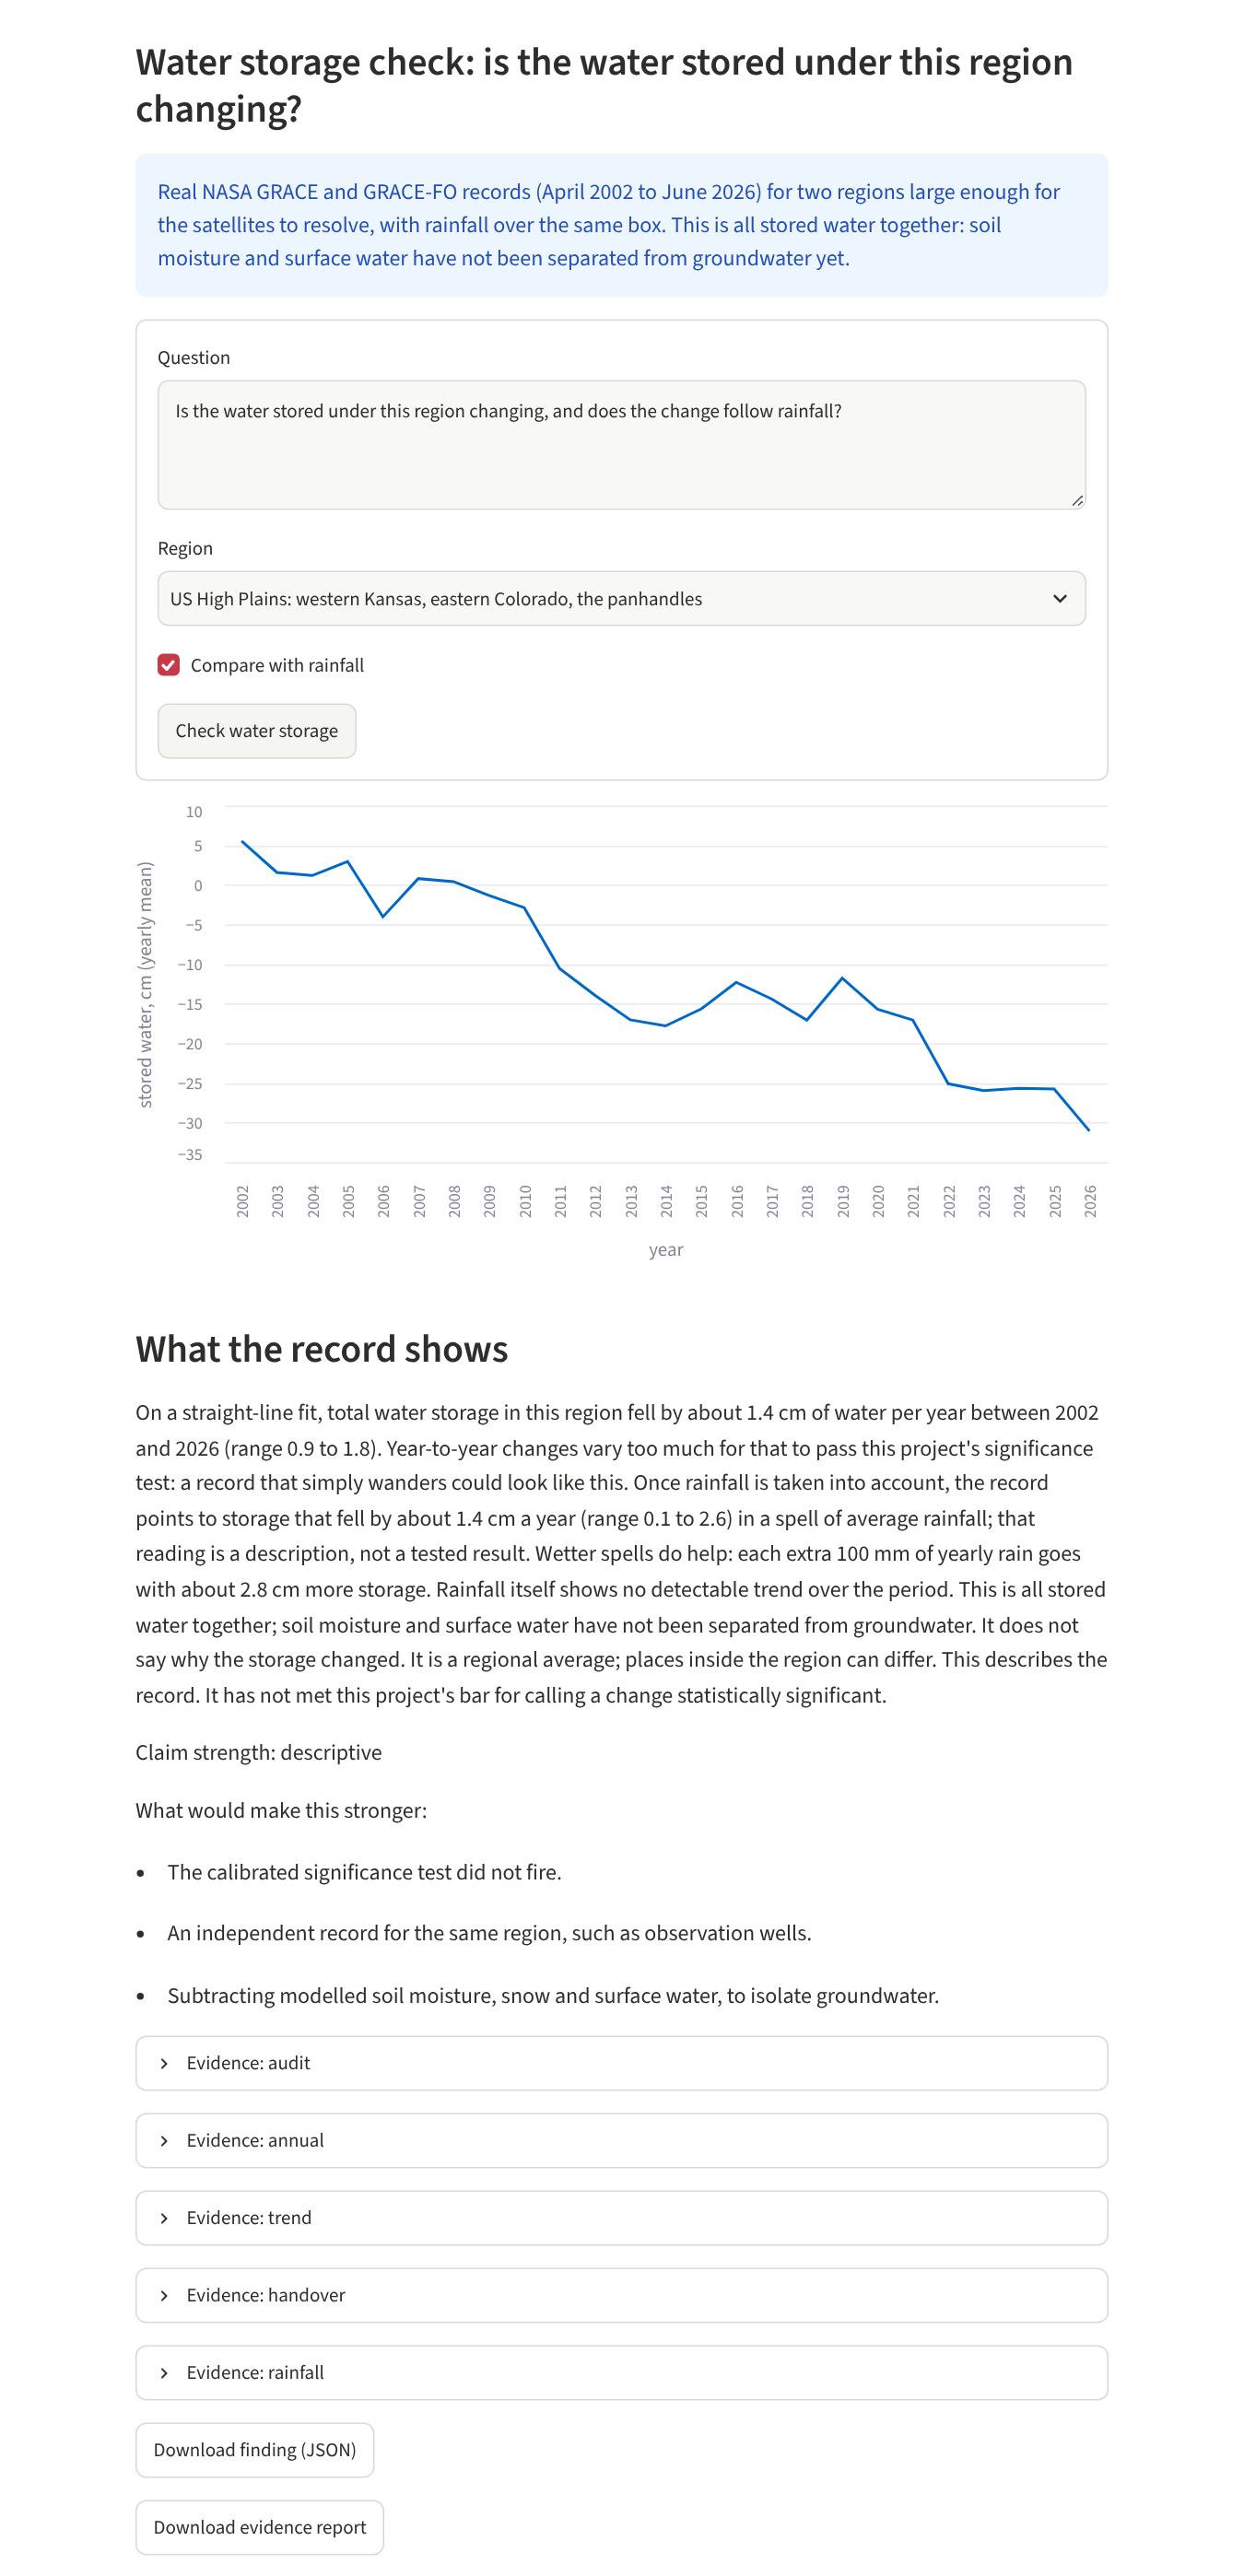 Water storage check: is the water stored under this region
changing?
Real NASA GRACE and GRACE-FO records (April 2002 to June 2026) for two regions large enough for
the satellites to resolve, with rainfall over the same box. This is all stored water together: soil
moisture and surface water have not been separated from groundwater yet.
Question
Is the water stored under this region changing, and does the change follow rainfall?
Region
US High Plains: western Kansas, eastern Colorado, the panhandles
Compare with rainfall
Check water storage
10
5
0
−5
−10
−15
−20
−25
−30
−35
stored water, cm (yearly mean)
2002
2003
2004
2005
2006
2007
2008
2009
2010
2011
2012
2013
2014
2015
2016
2017
2018
2019
2020
2021
2022
2023
2024
2025
2026
year
What the record shows
On a straight-line fit, total water storage in this region fell by about 1.4 cm of water per year between 2002
and 2026 (range 0.9 to 1.8). Year-to-year changes vary too much for that to pass this project's significance
test: a record that simply wanders could look like this. Once rainfall is taken into account, the record
points to storage that fell by about 1.4 cm a year (range 0.1 to 2.6) in a spell of average rainfall; that
reading is a description, not a tested result. Wetter spells do help: each extra 100 mm of yearly rain goes
with about 2.8 cm more storage. Rainfall itself shows no detectable trend over the period. This is all stored
water together; soil moisture and surface water have not been separated from groundwater. It does not
say why the storage changed. It is a regional average; places inside the region can differ. This describes the
record. It has not met this project's bar for calling a change statistically significant.
Claim strength: descriptive
What would make this stronger:
• The calibrated significance test did not fire.
• An independent record for the same region, such as observation wells.
• Subtracting modelled soil moisture, snow and surface water, to isolate groundwater.
Evidence: audit
Evidence: annual
Evidence: trend
Evidence: handover
Evidence: rainfall
Download finding (JSON)
Download evidence report